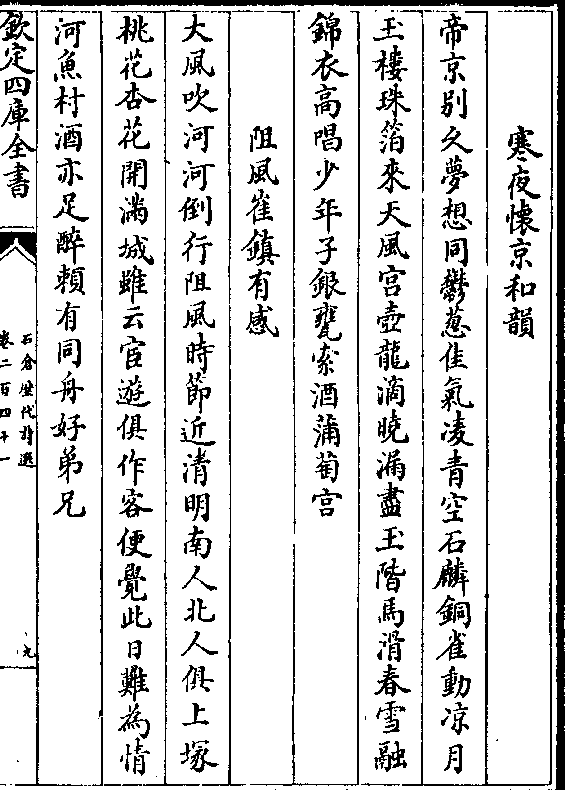 寒夜懐京和韻
帝京别久夢想同鬱葱佳氣凌青空石麟銅雀動凉月
玉樓珠箔來天風宫壺龍滴曉漏盡玉階馬滑春雪融
錦衣髙唱少年子銀甕索酒蒲萄宫
阻風崔鎮有感
大風吹河河倒行阻風時節近清明南人北人俱上塚
桃花杏花開滿城雖云宦遊俱作客便覺此日難為情
河魚村酒亦足醉頼有同舟好弟兄
欽定四庫全書
石倉歴代詩選
卷二百四十一
九